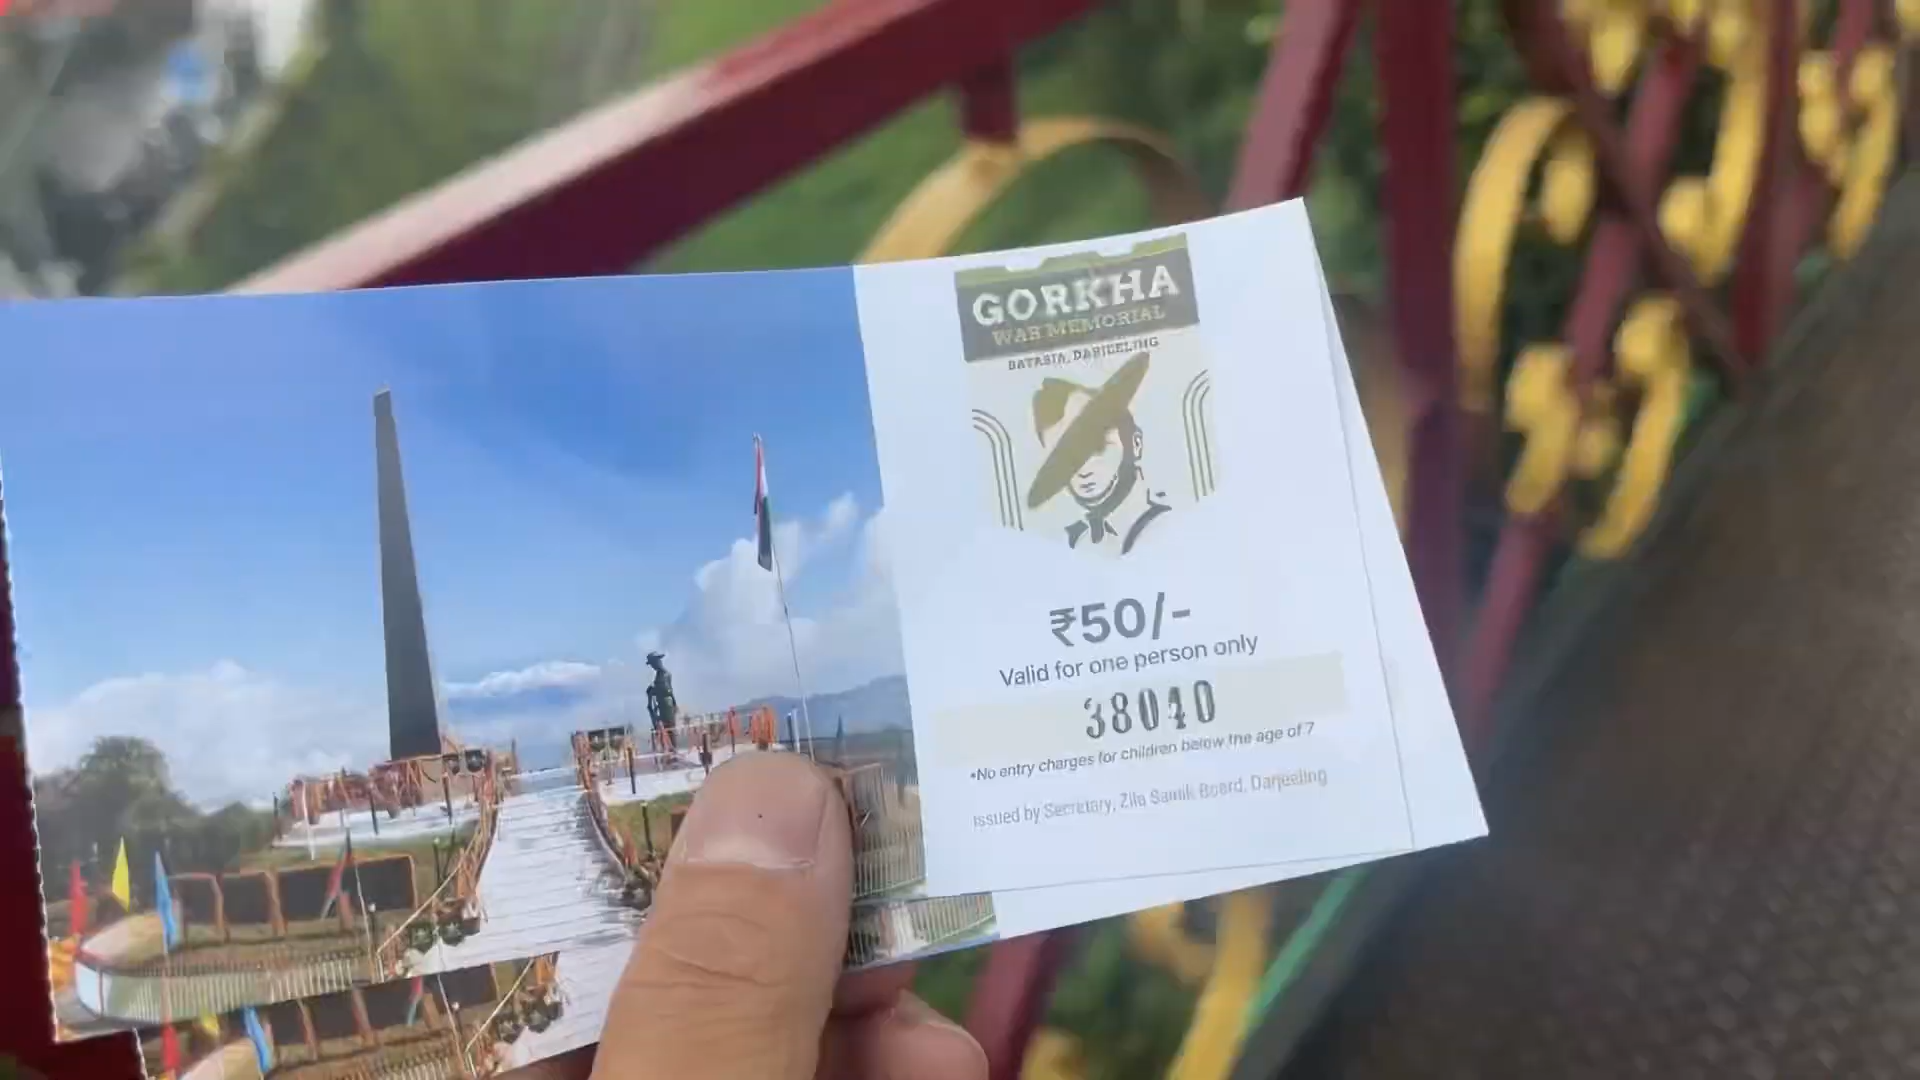 GORKHA
WAR MEMORIAL
BATASIA, DARJEELING
₹50/-
Valid for one person only
38040
•No entry charges for children below the age of 7
Issued by Secretary, Zila Sainik Board, Darjeeling